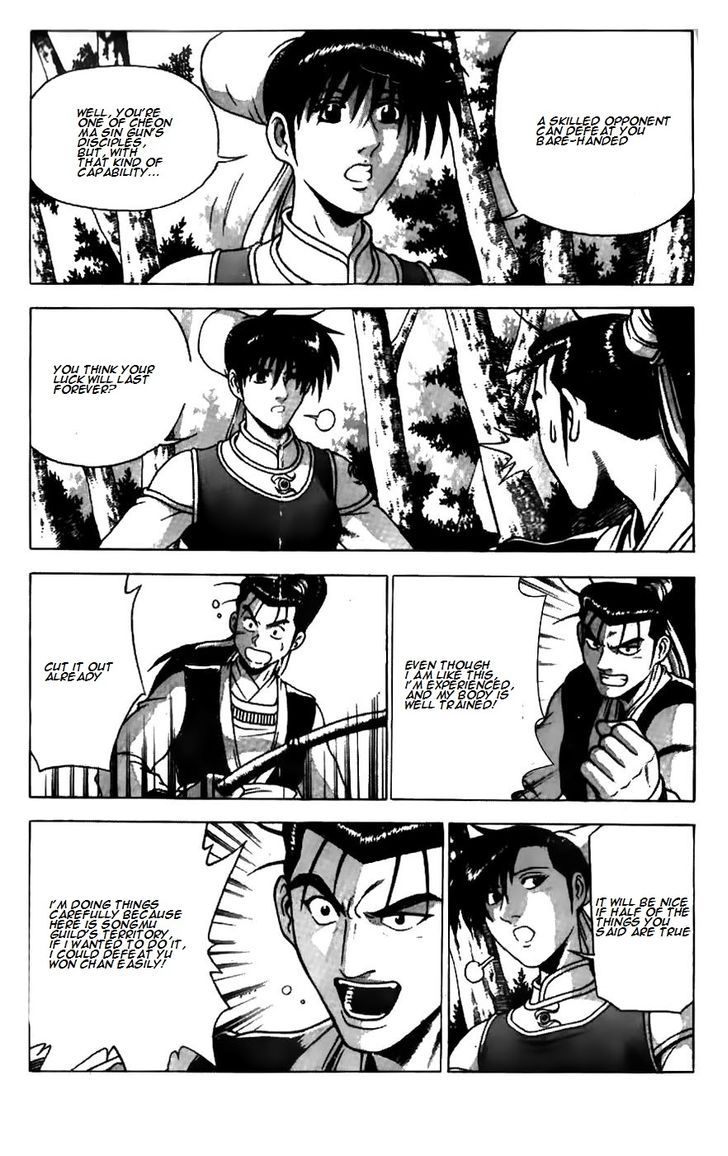 WELL, YOU'RE
ONE OF CHEON
MA SIN GUN'S
DISCIPLES,
BUT, WITH
THAT KIND OF
CAPABILITY...
A SKILLED OPPONENT
CAN DEFEAT YOU
BARE-HANDED
YOU THINK YOUR
LUCK WILL LAST
FOREVER?
CUT IT OUT
ALREADY
EVEN THOUGH
I AM LIKE THIS,
I'M EXPERIENCED,
AND MY BODY IS
WELL TRAINED!
I'M DOING THINGS
CAREFULLY BECAUSE
HERE IS SONGMU
GUILD'S TERRITORY,
IF I WANTED TO DO IT,
I COULD DEFEAT YU
WON CHAN EASILY!
IT WILL BE NICE
IF HALF OF THE
THINGS YOU
SAID ARE TRUE